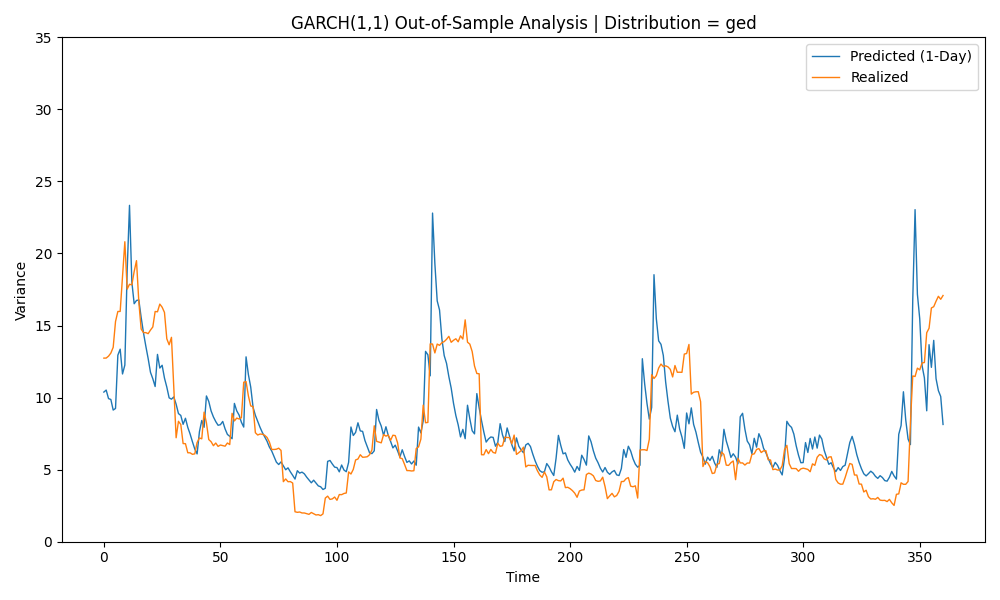 GARCH(1,1) Out-of-Sample Analysis | Distribution = ged
Predicted (1-Day)
Realized
Variance
35
30
25
20
15
10
5
0
0 50 100 150 200 250 300 350
Time